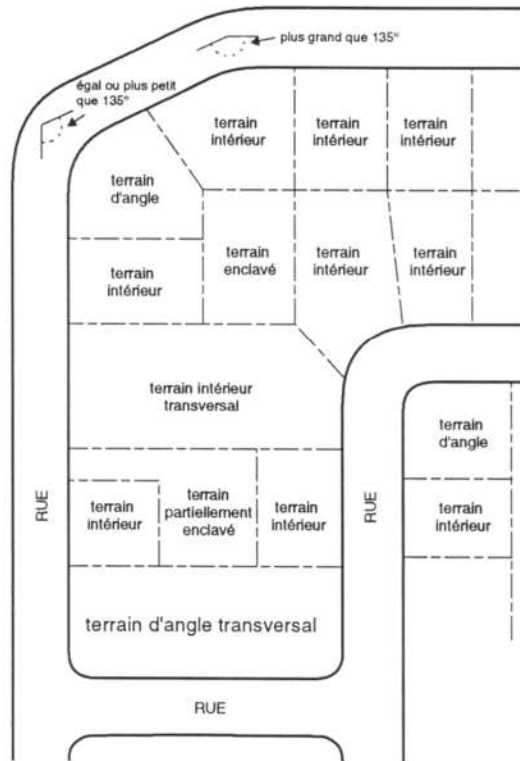 plus grand que 135°
égal ou plus petit
que 135°
terrain
intérieur
terrain
intérieur
terrain
intérieur
terrain
d'angle
terrain
intérieur
terrain
enclavé
terrain
intérieur
terrain
intérieur
terrain intérieur
transversal
terrain
d'angle
RUE
terrain
intérieur
terrain
partiellement
enclavé
terrain
intérieur
RUE
terrain
intérieur
terrain d'angle transversal
RUE